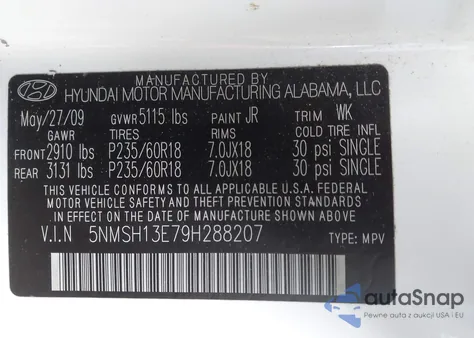 MANUFACTURED BY
HYUNDAI MOTOR MANUFACTURING ALABAMA, LLC
May/27/09 GVWR 5115 lbs PAINT JR TRIM WK
GAWR TIRES RIMS COLD TIRE INFL
FRONT 2910 lbs P235/60R18 7.0JX18 30 psi SINGLE
REAR 3131 lbs P235/60R18 7.0JX18 30 psi SINGLE
THIS VEHICLE CONFORMS TO ALL APPLICABLE U.S.A. FEDERAL
MOTOR VEHICLE SAFETY AND THEFT PREVENTION STANDARDS
IN EFFECT ON THE DATE OF MANUFACTURE SHOWN ABOVE.
V.I.N 5NMSH13E79H288207 TYPE: MPV
autoSnap
Pewne auta z aukcji USA i EU